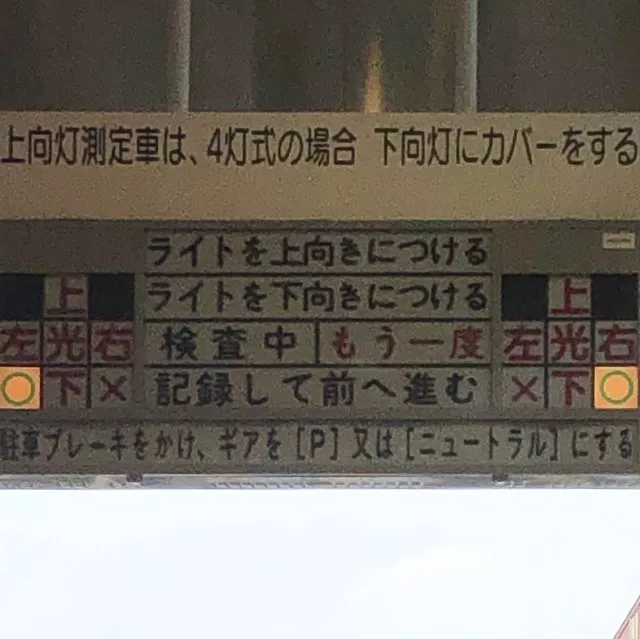 上向灯測定車は、4灯式の場合 下向灯にカバーをする
ライトを上向きにつける
上 ライトを下向きにつける 上
左 光 右 検査中 もう一度 左 光 右
○ 下 × 記録して前へ進む × 下 ○
駐車ブレーキをかけ、ギアを[P]又は[ニュートラル]にする